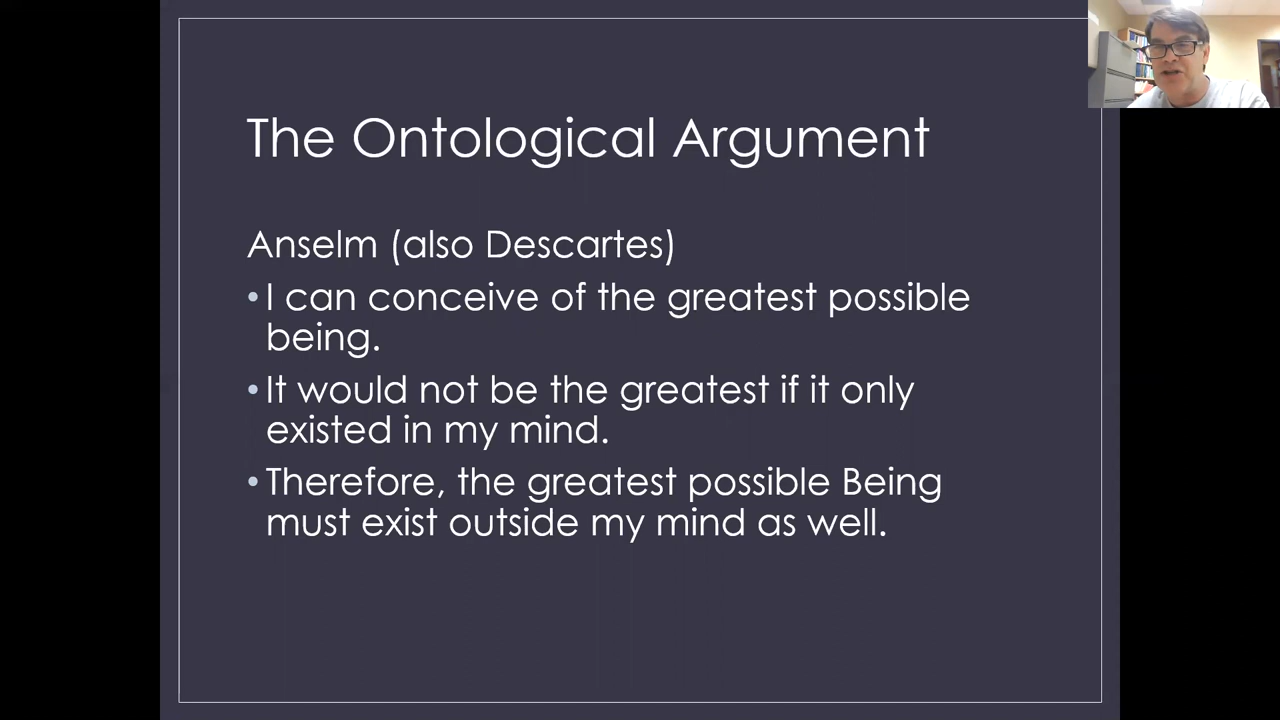 The Ontological Argument
Anselm (also Descartes)
•I can conceive of the greatest possible
being.
•It would not be the greatest if it only
existed in my mind.
•Therefore, the greatest possible Being
must exist outside my mind as well.